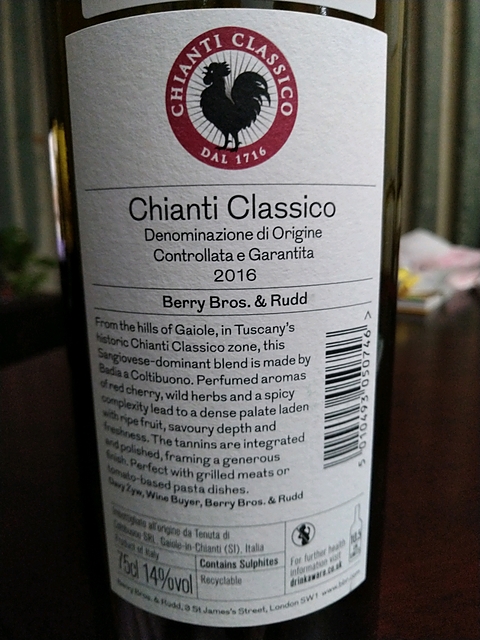 CHIANTI CLASSICO
DAL 1716
Chianti Classico
Denominazione di Origine
Controllata e Garantita
2016
Berry Bros. & Rudd
From the hills of Gaiole, in Tuscany's
historic Chianti Classico zone, this
Sangiovese-dominant blend is made by
Badia a Coltibuono. Perfumed aromas
of red cherry, wild herbs and a spicy
complexity lead to a dense palate laden
with ripe fruit, savoury depth and
freshness. The tannins are integrated
and polished, framing a generous
finish. Perfect with grilled meats or
tomato-based pasta dishes.
Davy Żyw, Wine Buyer, Berry Bros. & Rudd
5 010493 050746 >
Imbottigliato all'origine da Tenuta di
Coltibuono SRL, Gaiole-in-Chianti (SI), Italia
Product of Italy
75cl 14%vol
Contains Sulphites
Recyclable
For further health
information visit
drinkaware.co.uk
Berry Bros. & Rudd, 3 St James's Street, London SW1